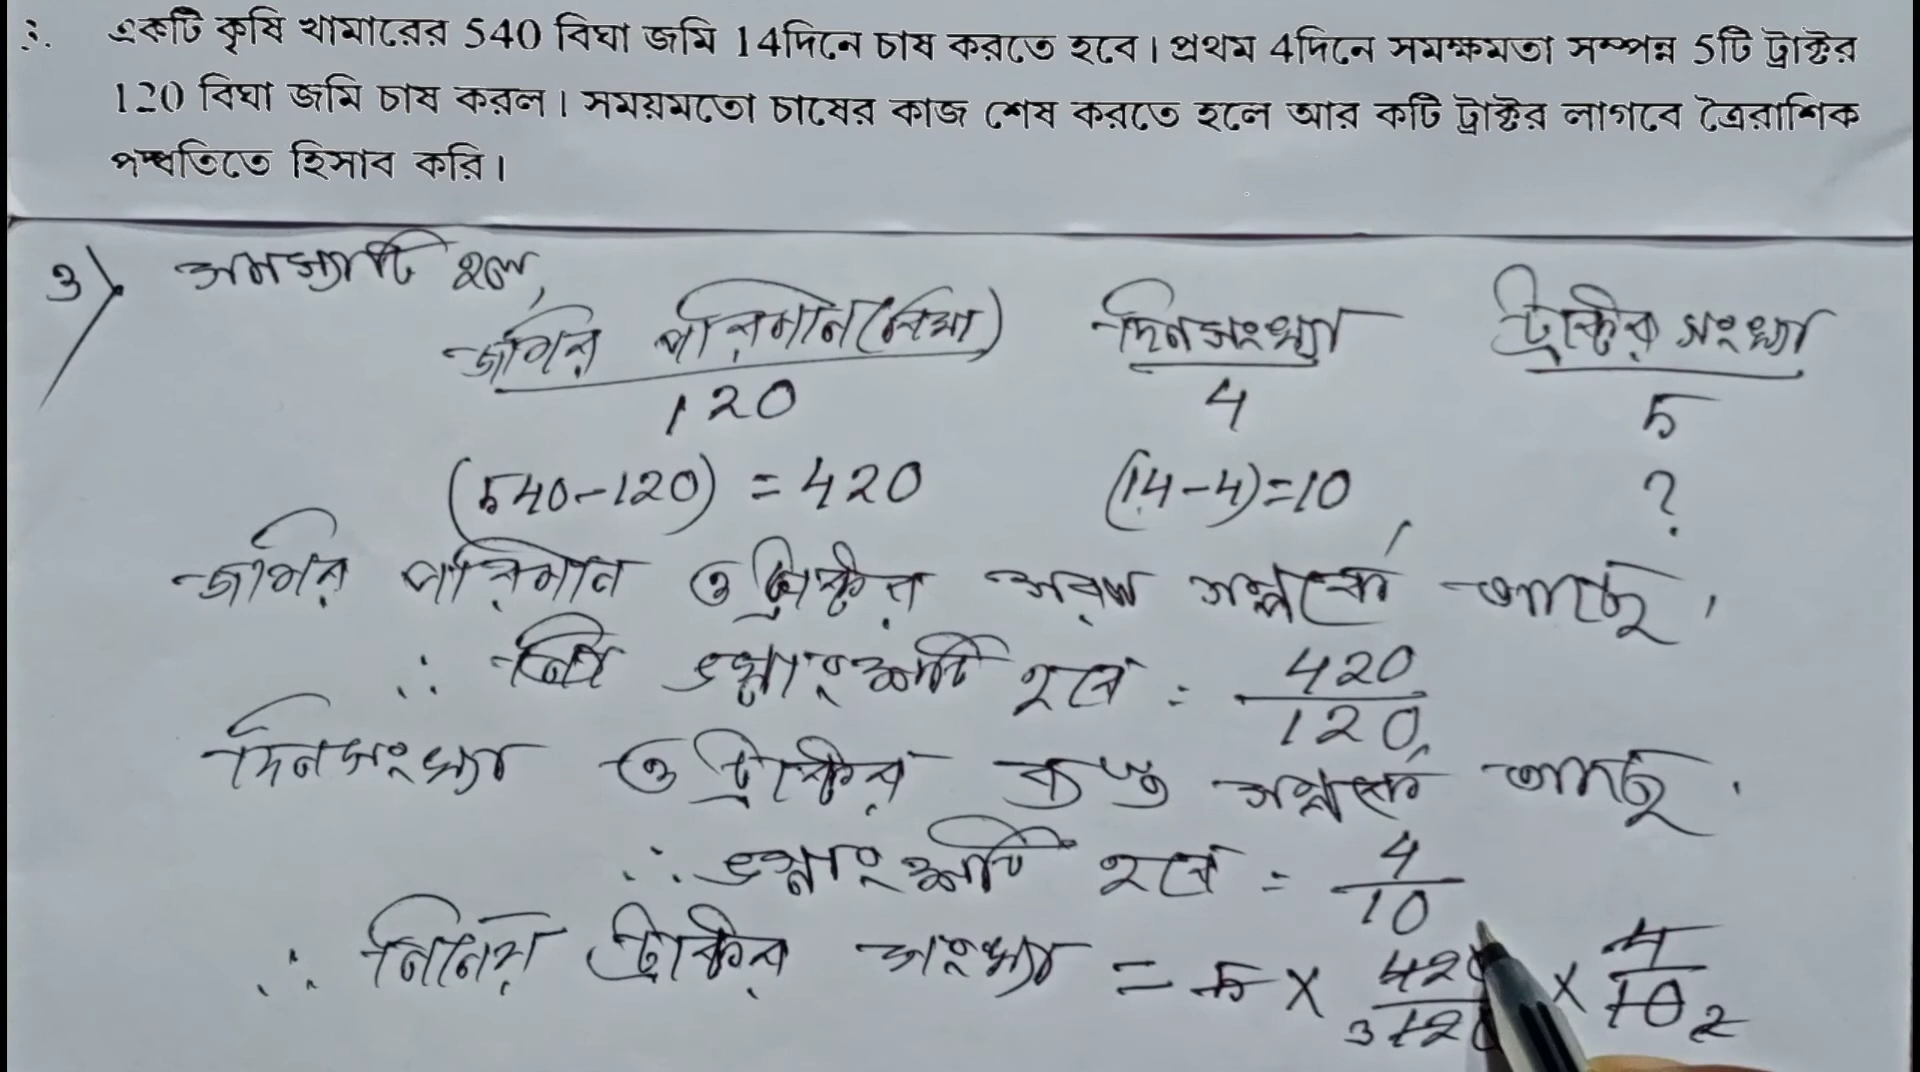 একটি কৃষি খামারের 540 বিঘা জমি 14দিনে চাষ করতে হবে। প্রথম 4দিনে সমক্ষমতা সম্পন্ন 5টি ট্রাক্টর
120 বিঘা জমি চাষ করল। সময়মতো চাষের কাজ শেষ করতে হলে আর কটি ট্রাক্টর লাগবে ত্রৈরাশিক
পদ্ধতিতে হিসাব করি।
3) সমস্যাটি হল,
জমির পরিমান (বিঘা) দিনসংখ্যা ট্রাক্টর সংখ্যা
120 4 5
(540-120) = 420 (14-4)=10 ?
জমির পরিমান ও ট্রাক্টর সরল সম্পর্কে আছে,
∴ ভগ্নাংশটি হবে = 420/120
দিনসংখ্যা ও ট্রাক্টর ব্যস্ত সম্পর্কে আছে.
∴ ভগ্নাংশটি হবে = 4/10
∴ নির্নেয় ট্রাক্টর সংখ্যা = 5 × 420/120 × 4/10
3 2